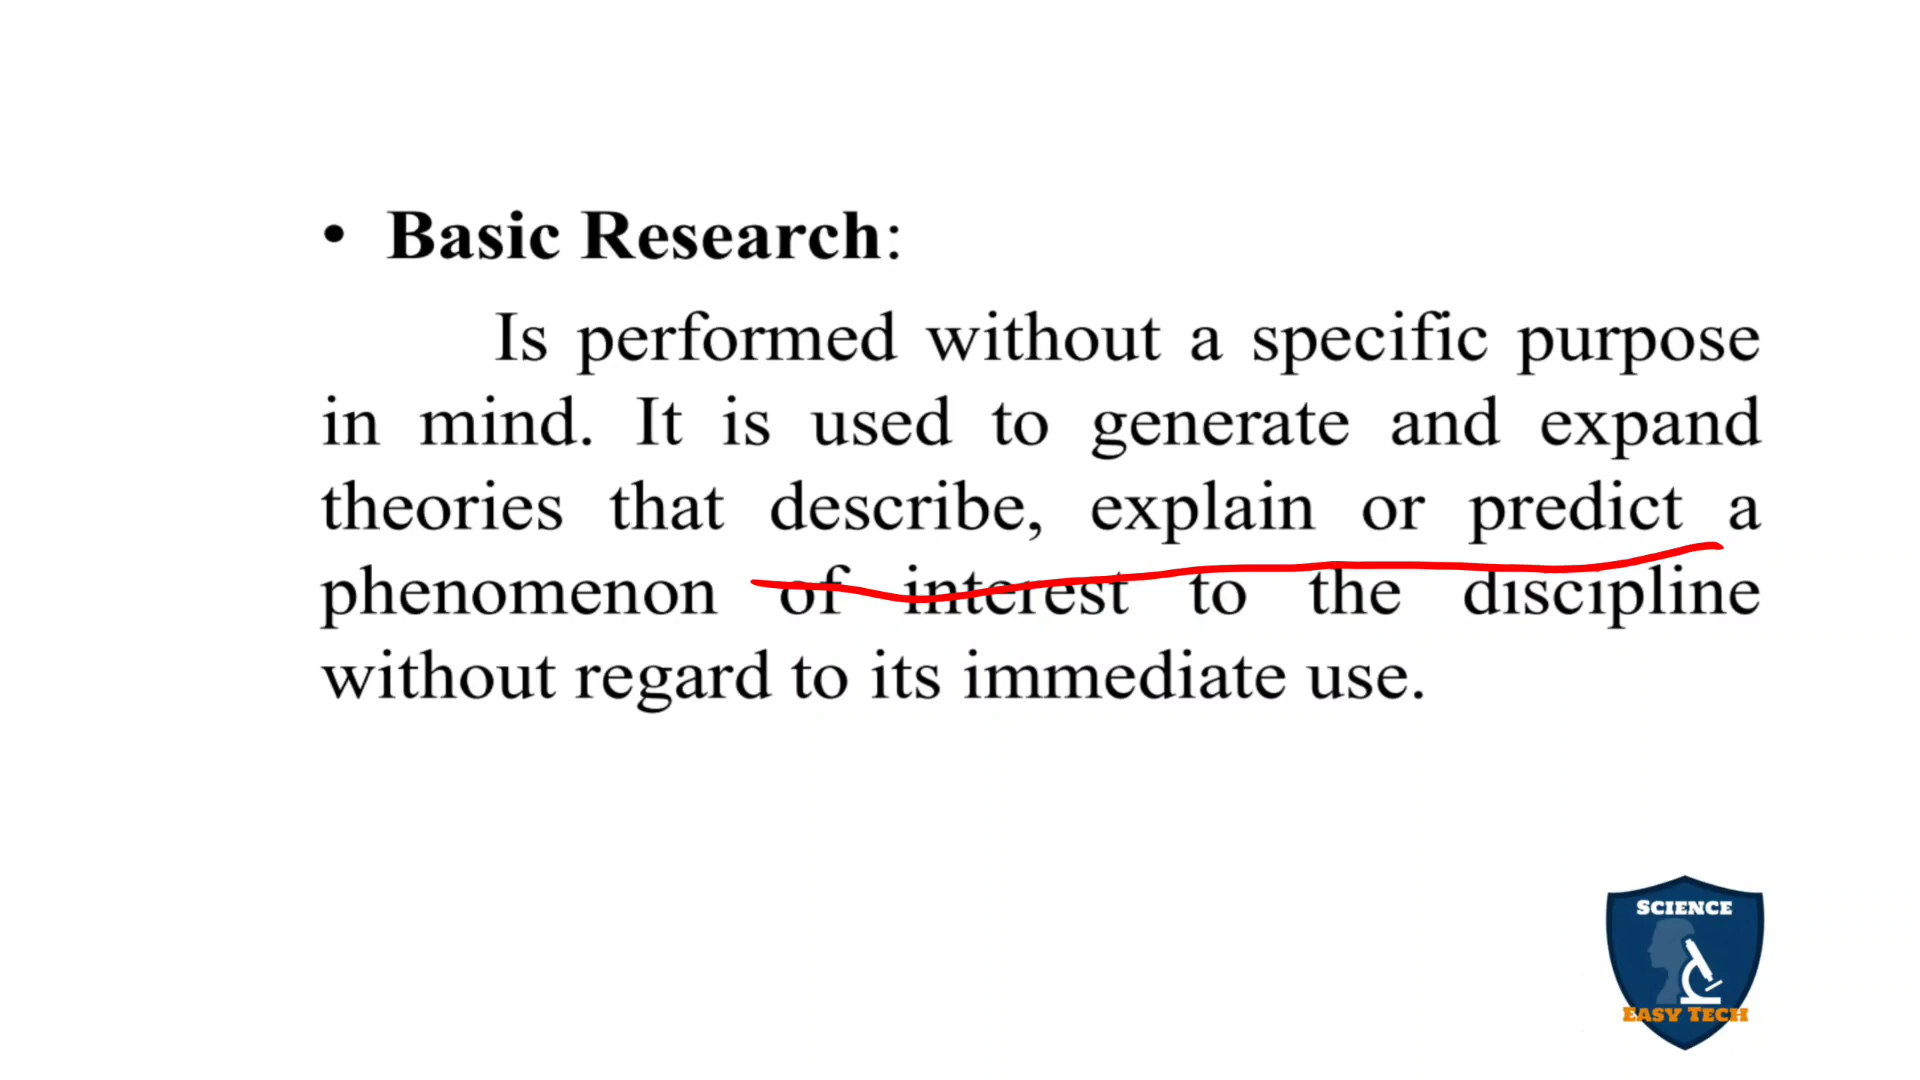 • Basic Research:
Is performed without a specific purpose
in mind. It is used to generate and expand
theories that describe, explain or predict a
phenomenon of interest to the discipline
without regard to its immediate use.
SCIENCE
EASY TECH